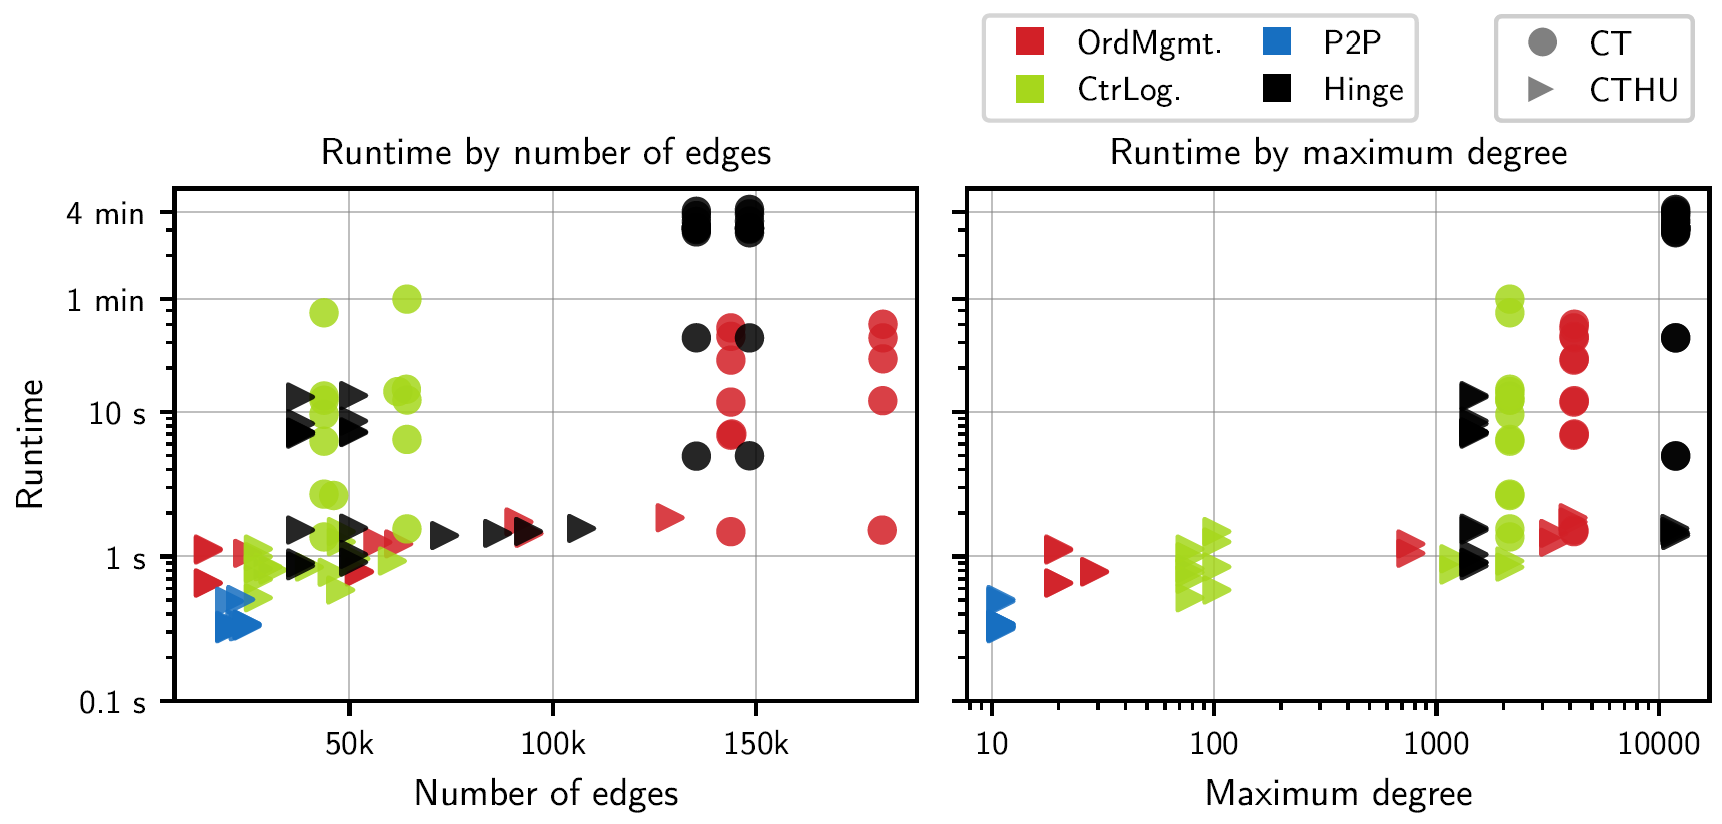 OrdMgmt.
P2P
CT
CtrLog.
Hinge
CTHU
Runtime by number of edges
Runtime by maximum degree
4 min
1 min
10 s
1 s
0.1 s
Runtime
50k
100k
150k
10
100
1000
10000
Number of edges
Maximum degree